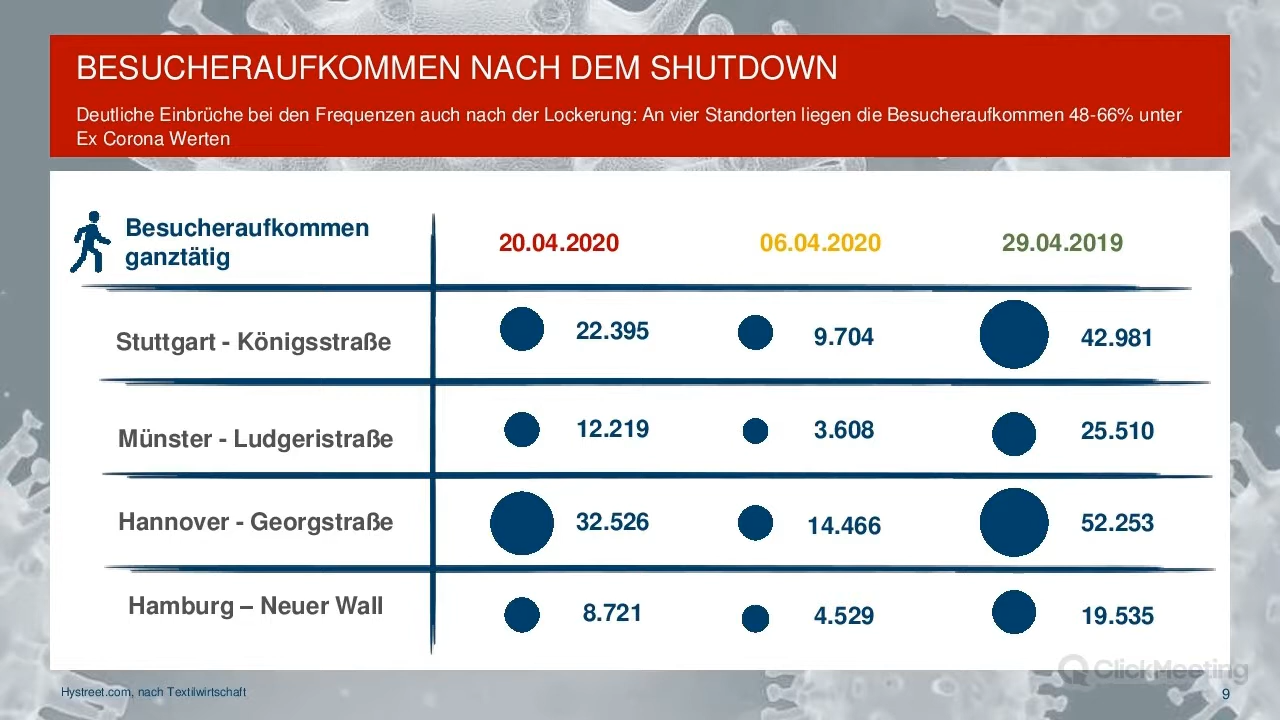 BESUCHERAUFKOMMEN NACH DEM SHUTDOWN
Deutliche Einbrüche bei den Frequenzen auch nach der Lockerung: An vier Standorten liegen die Besucheraufkommen 48-66% unter
Ex Corona Werten
Besucheraufkommen
ganztätig
20.04.2020 06.04.2020 29.04.2019
Stuttgart - Königsstraße 22.395 9.704 42.981
Münster - Ludgeristraße 12.219 3.608 25.510
Hannover - Georgstraße 32.526 14.466 52.253
Hamburg – Neuer Wall 8.721 4.529 19.535
ClickMeeting
Hystreet.com, nach Textilwirtschaft
9